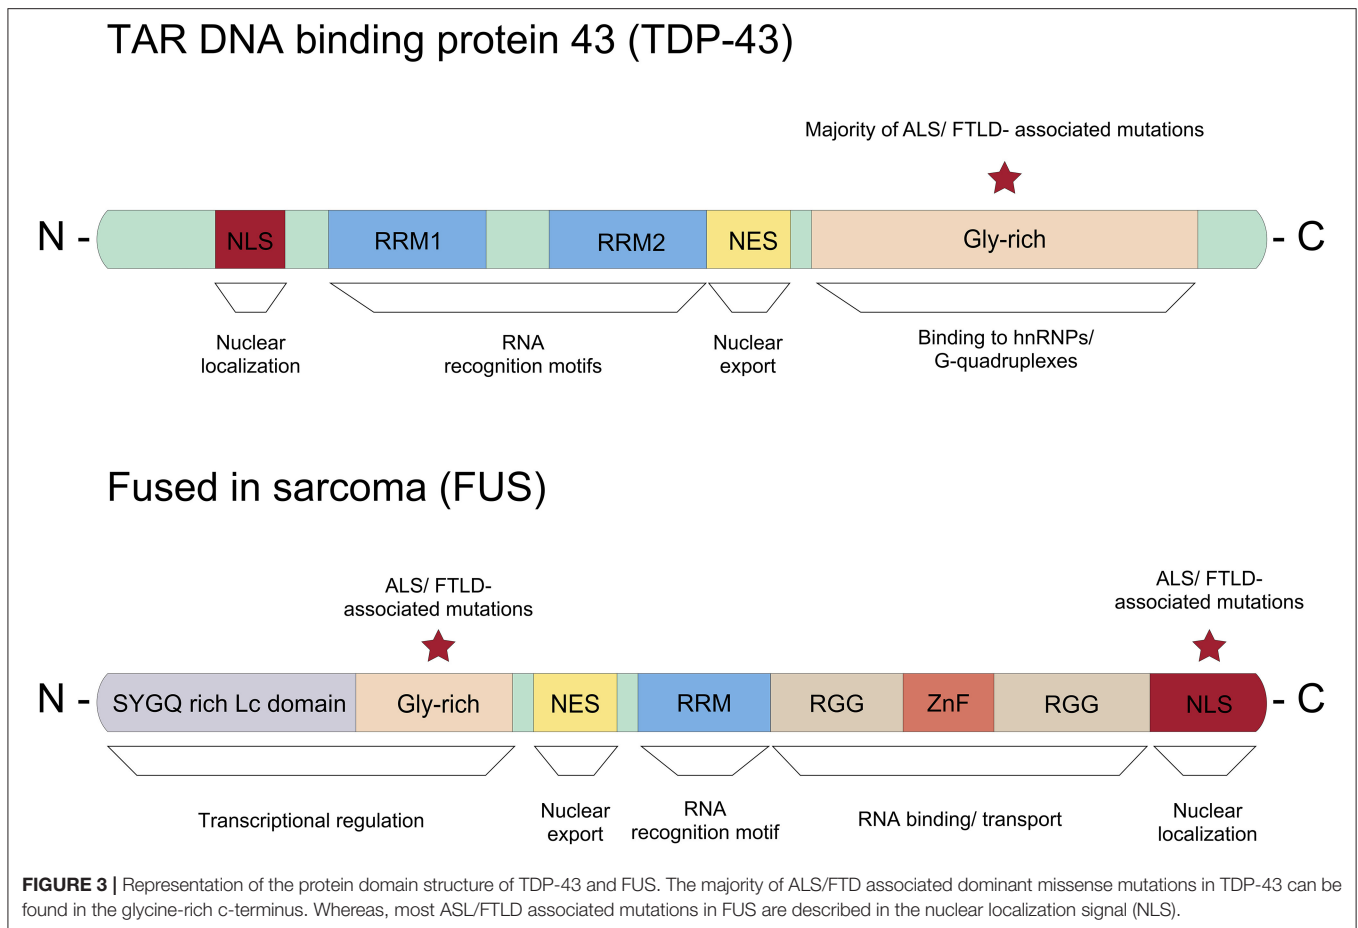 TAR DNA binding protein 43 (TDP-43)
Majority of ALS/ FTLD- associated mutations
N - NLS RRM1 RRM2 NES Gly-rich - C
Nuclear
localization
RNA
recognition motifs
Nuclear
export
Binding to hnRNPs/
G-quadruplexes
Fused in sarcoma (FUS)
ALS/ FTLD-
associated mutations
ALS/ FTLD-
associated mutations
N - SYGQ rich Lc domain Gly-rich NES RRM RGG ZnF RGG NLS - C
Transcriptional regulation
Nuclear
export
RNA
recognition motif
RNA binding/ transport
Nuclear
localization
FIGURE 3 | Representation of the protein domain structure of TDP-43 and FUS. The majority of ALS/FTD associated dominant missense mutations in TDP-43 can be
found in the glycine-rich c-terminus. Whereas, most ASL/FTLD associated mutations in FUS are described in the nuclear localization signal (NLS).